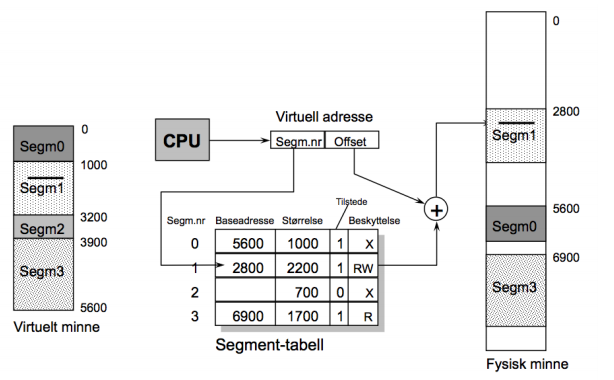 0
Segm0
1000
Segm1
3200
Segm2
3900
Segm3
5600
Virtuelt minne
CPU
Virtuell adresse
Segm.nr Offset
Tilstede
Segm.nr Baseadresse Størrelse Beskyttelse
0 5600 1000 1 X
1 2800 2200 1 RW
2 700 0 X
3 6900 1700 1 R
Segment-tabell
+
0
2800
Segm1
5600
Segm0
6900
Segm3
Fysisk minne